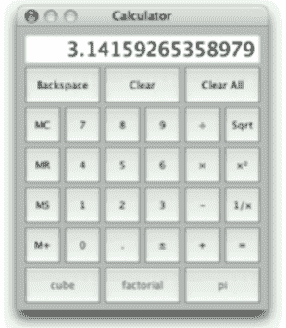 Calculator
3.14159265358979
Backspace Clear Clear All
MC 7 8 9 ÷ Sqrt
MR 4 5 6 × x²
MS 1 2 3 - 1/x
M+ 0 . ± + =
cube factorial pi